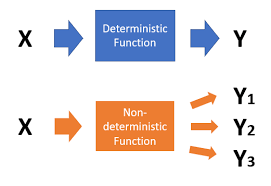 X
Deterministic
Function
Y
X
Non-
deterministic
Function
Y1
Y2
Y3